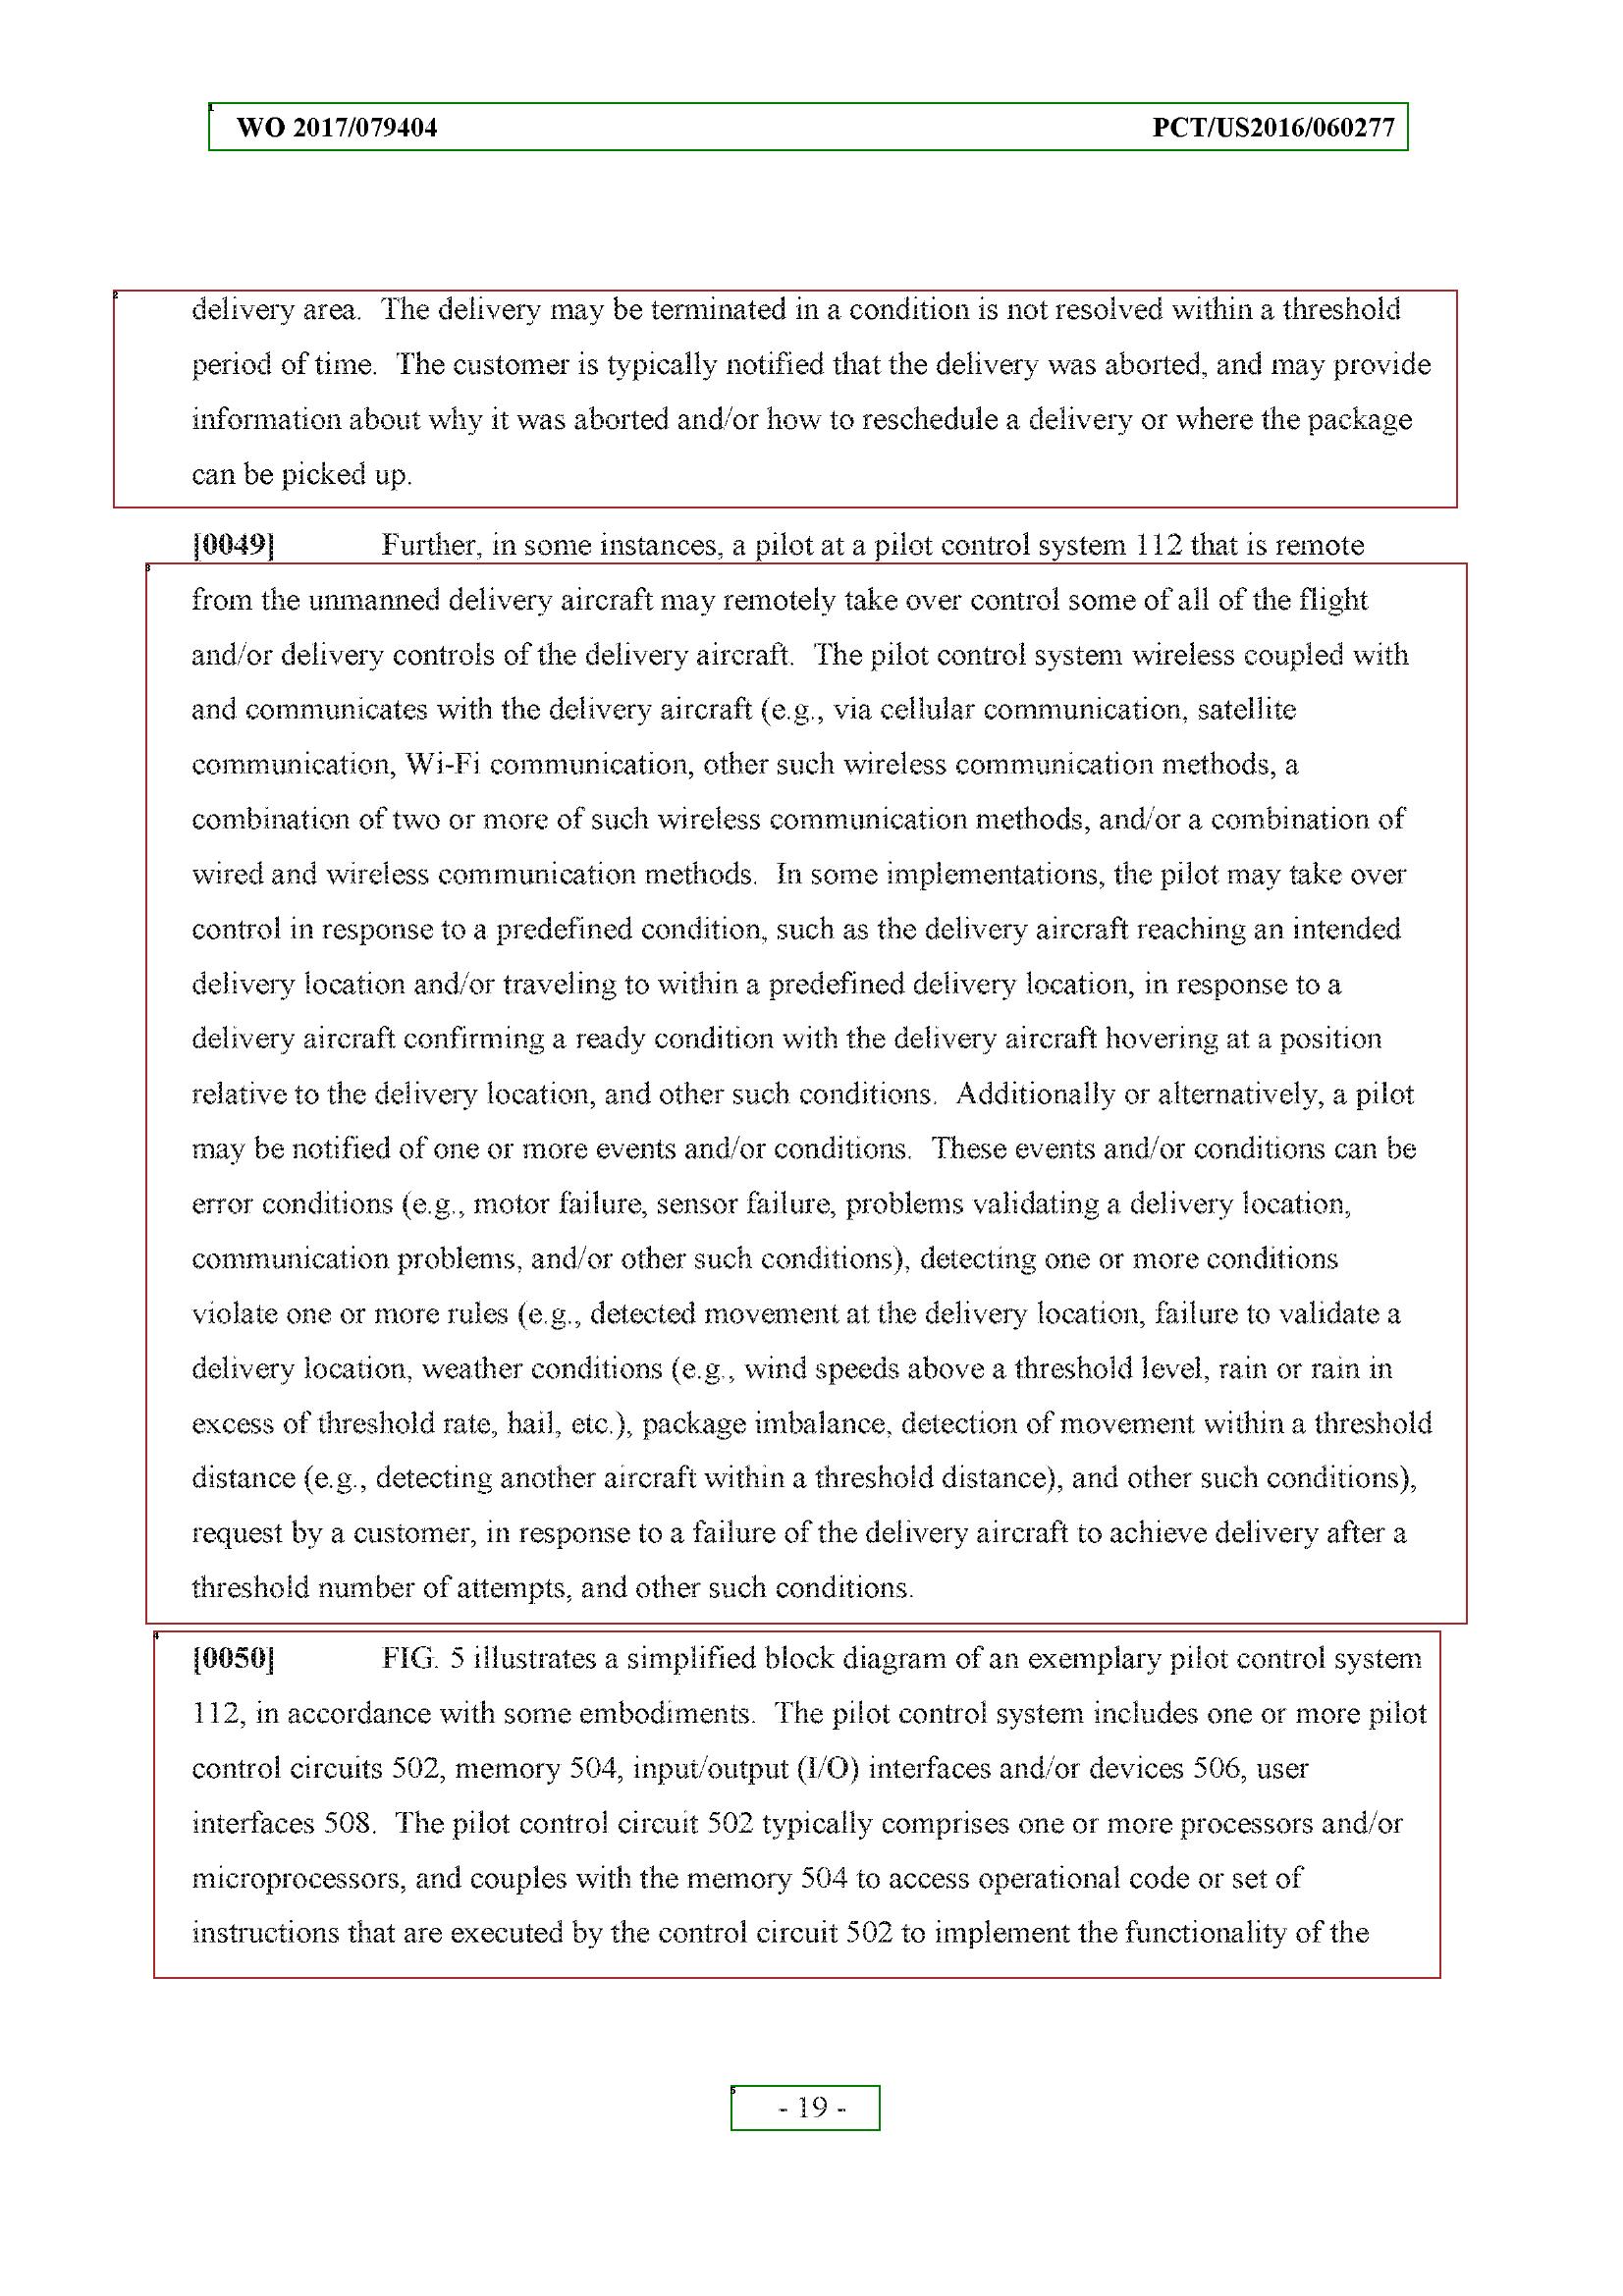 WO 2017/079404 PCT/US2016/060277
delivery area. The delivery may be terminated in a condition is not resolved within a threshold
period of time. The customer is typically notified that the delivery was aborted, and may provide
information about why it was aborted and/or how to reschedule a delivery or where the package
can be picked up.
[0049] Further, in some instances, a pilot at a pilot control system 112 that is remote
from the unmanned delivery aircraft may remotely take over control some of all of the flight
and/or delivery controls of the delivery aircraft. The pilot control system wireless coupled with
and communicates with the delivery aircraft (e.g., via cellular communication, satellite
communication, Wi-Fi communication, other such wireless communication methods, a
combination of two or more of such wireless communication methods, and/or a combination of
wired and wireless communication methods. In some implementations, the pilot may take over
control in response to a predefined condition, such as the delivery aircraft reaching an intended
delivery location and/or traveling to within a predefined delivery location, in response to a
delivery aircraft confirming a ready condition with the delivery aircraft hovering at a position
relative to the delivery location, and other such conditions. Additionally or alternatively, a pilot
may be notified of one or more events and/or conditions. These events and/or conditions can be
error conditions (e.g., motor failure, sensor failure, problems validating a delivery location,
communication problems, and/or other such conditions), detecting one or more conditions
violate one or more rules (e.g., detected movement at the delivery location, failure to validate a
delivery location, weather conditions (e.g., wind speeds above a threshold level, rain or rain in
excess of threshold rate, hail, etc.), package imbalance, detection of movement within a threshold
distance (e.g., detecting another aircraft within a threshold distance), and other such conditions),
request by a customer, in response to a failure of the delivery aircraft to achieve delivery after a
threshold number of attempts, and other such conditions.
[0050] FIG. 5 illustrates a simplified block diagram of an exemplary pilot control system
112, in accordance with some embodiments. The pilot control system includes one or more pilot
control circuits 502, memory 504, input/output (I/O) interfaces and/or devices 506, user
interfaces 508. The pilot control circuit 502 typically comprises one or more processors and/or
microprocessors, and couples with the memory 504 to access operational code or set of
instructions that are executed by the control circuit 502 to implement the functionality of the
- 19 -